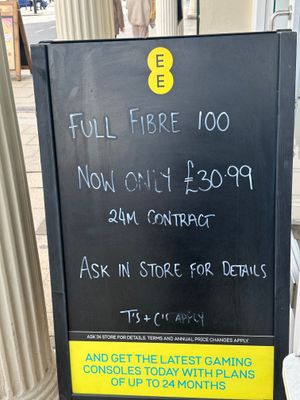 E
E
FULL FIBRE 100
NOW ONLY £30.99
24M CONTRACT
ASK IN STORE FOR DETAILS
T's + C's APPLY
ASK IN STORE FOR DETAILS. TERMS AND ANNUAL PRICE CHANGES APPLY.
AND GET THE LATEST GAMING
CONSOLES TODAY WITH PLANS
OF UP TO 24 MONTHS